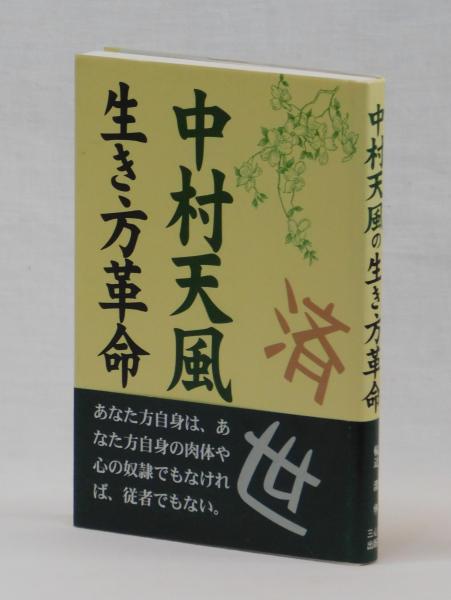 中村天風
生き方革命
済
世
あなた方自身は、あ
なた方自身の肉体や
心の奴隷でもなけれ
ば、従者でもない。
中村天風の生き方革命